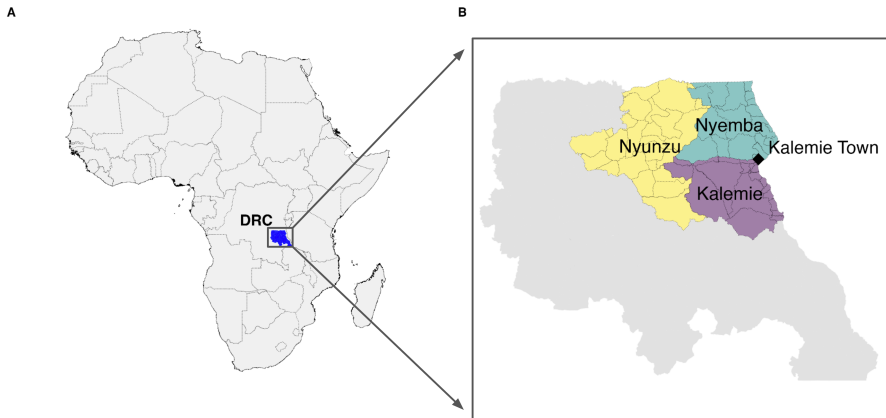 A
B
DRC
Nyemba
Nyunzu
Kalemie Town
Kalemie